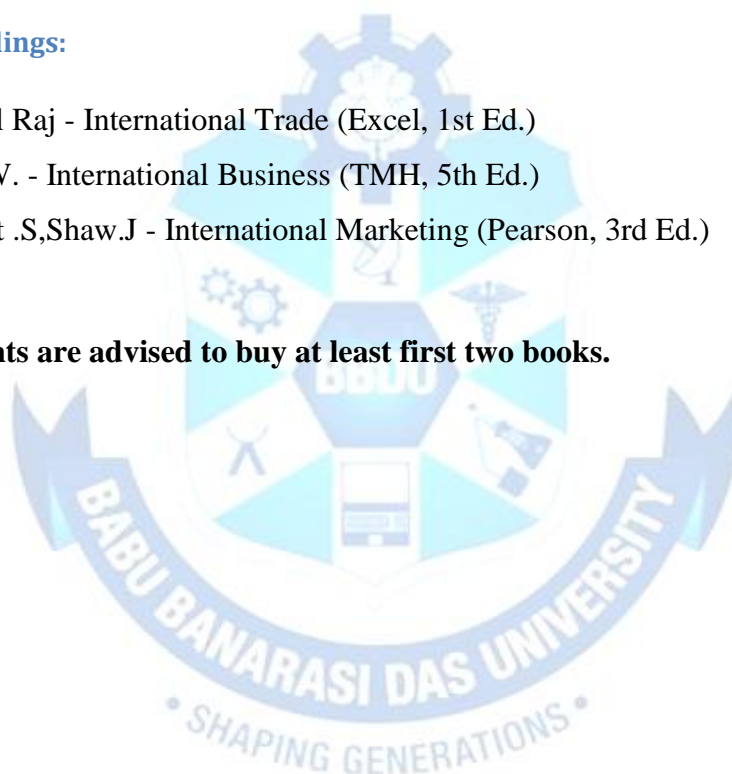 dings:
l Raj - International Trade (Excel, 1st Ed.)
V. - International Business (TMH, 5th Ed.)
t .S,Shaw.J - International Marketing (Pearson, 3rd Ed.)
nts are advised to buy at least first two books.
BBDU
BABU BANARASI DAS UNIVERSITY
• SHAPING GENERATIONS •